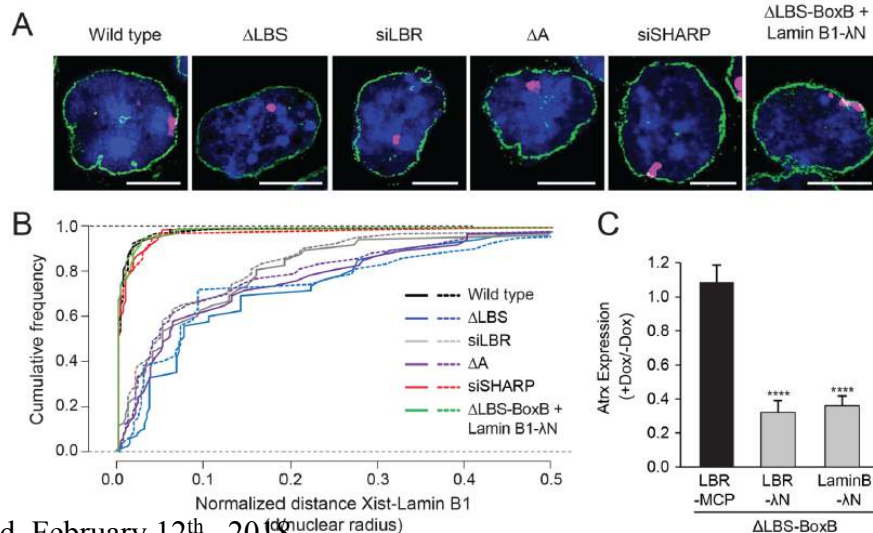 A
Wild type
ΔLBS
siLBR
ΔA
siSHARP
ΔLBS-BoxB +
Lamin B1-λN
B
Cumulative frequency
1.0
0.8
0.6
0.4
0.2
0.0
Wild type
ΔLBS
siLBR
ΔA
siSHARP
ΔLBS-BoxB +
Lamin B1-λN
0.0 0.1 0.2 0.3 0.4 0.5
Normalized distance Xist-Lamin B1
nuclear radius)
C
Atrx Expression
(+Dox/-Dox)
1.2
1.0
0.8
0.6
0.4
0.2
0.0
**** ****
LBR LBR LaminB
-MCP -λN -λN
ΔLBS-BoxB
d, February 12th, 2018